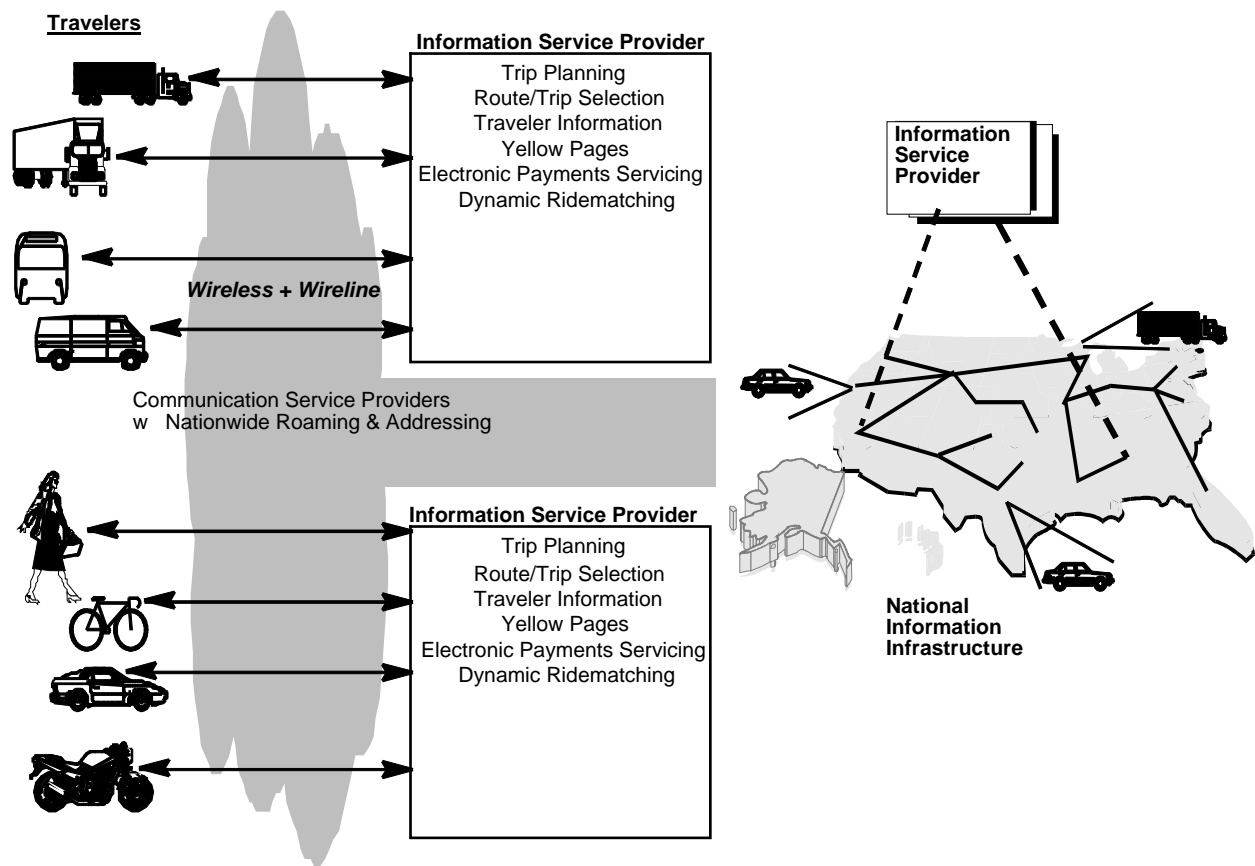 Travelers
Information Service Provider
Trip Planning
Route/Trip Selection
Traveler Information
Yellow Pages
Electronic Payments Servicing
Dynamic Ridematching
Wireless + Wireline
Communication Service Providers
w Nationwide Roaming & Addressing
Information Service Provider
Trip Planning
Route/Trip Selection
Traveler Information
Yellow Pages
Electronic Payments Servicing
Dynamic Ridematching
Information
Service
Provider
National
Information
Infrastructure